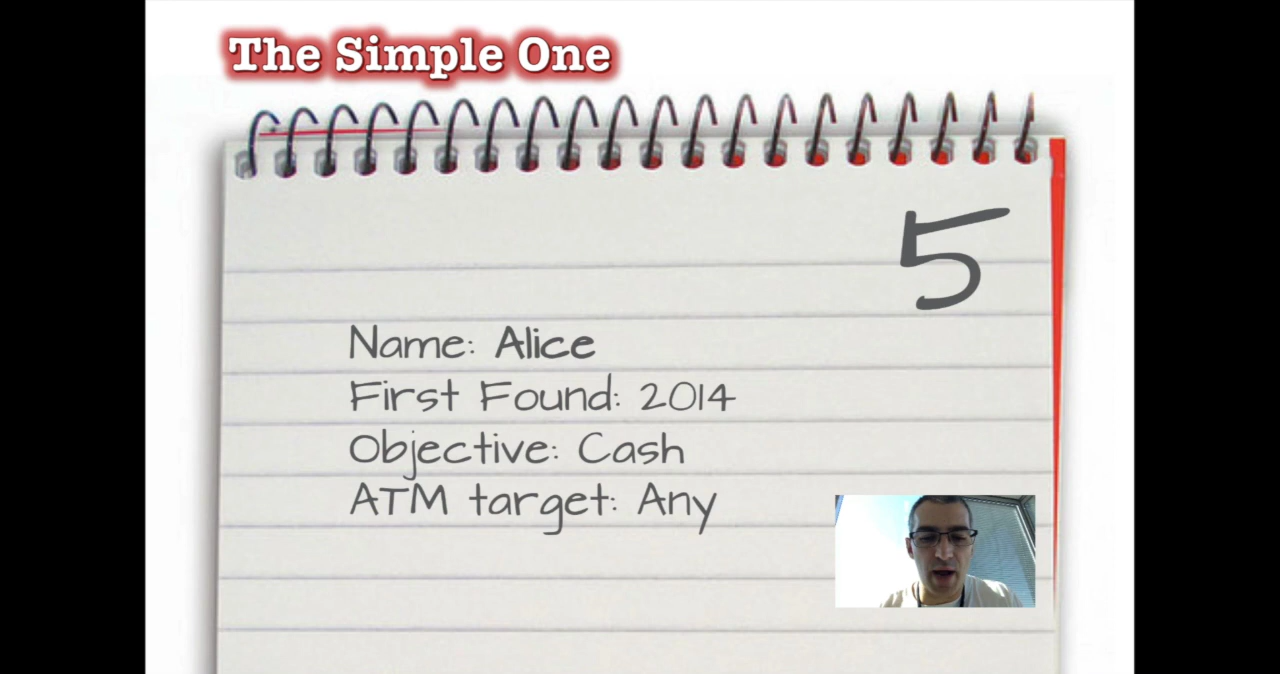 The Simple One
5
Name: Alice
First Found: 2014
Objective: Cash
ATM target: Any